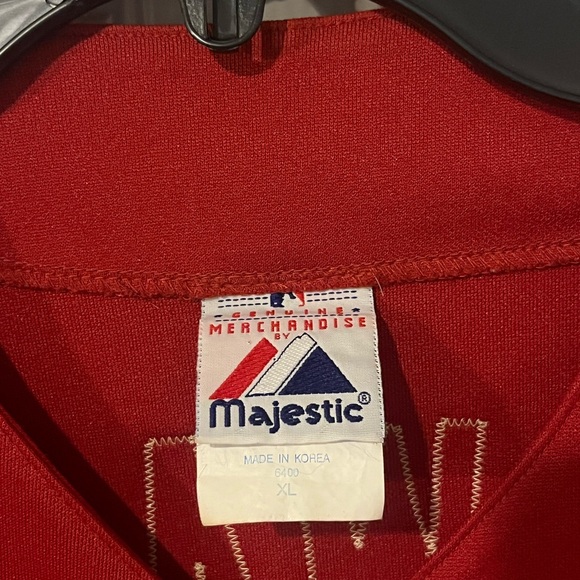 GENUINE
MERCHANDISE
BY
Majestic®
MADE IN KOREA
6400
XL